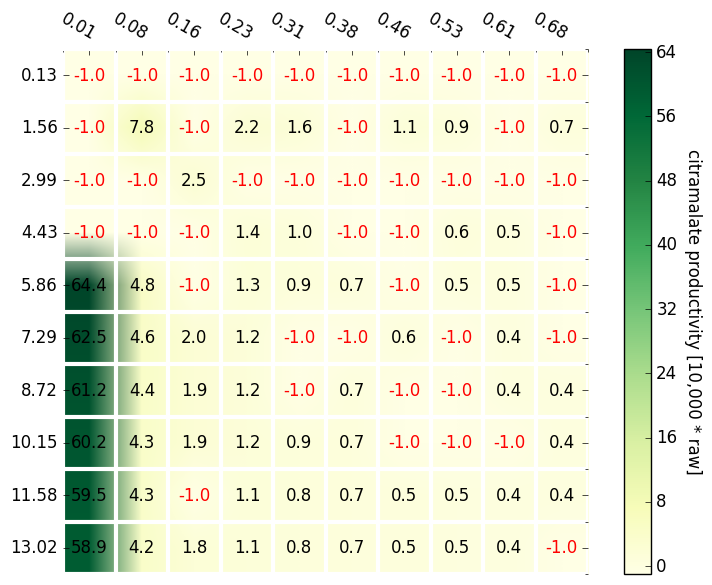 0.01 0.08 0.16 0.23 0.31 0.38 0.46 0.53 0.61 0.68
0.13 -1.0 -1.0 -1.0 -1.0 -1.0 -1.0 -1.0 -1.0 -1.0 -1.0
1.56 -1.0 7.8 -1.0 2.2 1.6 -1.0 1.1 0.9 -1.0 0.7
2.99 -1.0 -1.0 2.5 -1.0 -1.0 -1.0 -1.0 -1.0 -1.0 -1.0
4.43 -1.0 -1.0 -1.0 1.4 1.0 -1.0 -1.0 0.6 0.5 -1.0
5.86 64.4 4.8 -1.0 1.3 0.9 0.7 -1.0 0.5 0.5 -1.0
7.29 62.5 4.6 2.0 1.2 -1.0 -1.0 0.6 -1.0 0.4 -1.0
8.72 61.2 4.4 1.9 1.2 -1.0 0.7 -1.0 -1.0 0.4 0.4
10.15 60.2 4.3 1.9 1.2 0.9 0.7 -1.0 -1.0 -1.0 0.4
11.58 59.5 4.3 -1.0 1.1 0.8 0.7 0.5 0.5 0.4 0.4
13.02 58.9 4.2 1.8 1.1 0.8 0.7 0.5 0.5 0.4 -1.0
64
56
48
40
32
24
16
8
0
citramalate productivity [10,000 * raw]